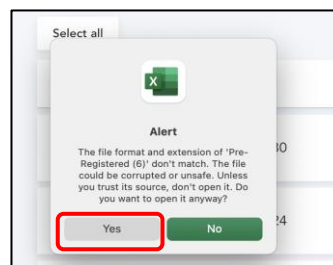 Select all
Alert
The file format and extension of 'Pre-
Registered (6)' don't match. The file
could be corrupted or unsafe. Unless
you trust its source, don't open it. Do
you want to open it anyway?
30
Yes
No
24